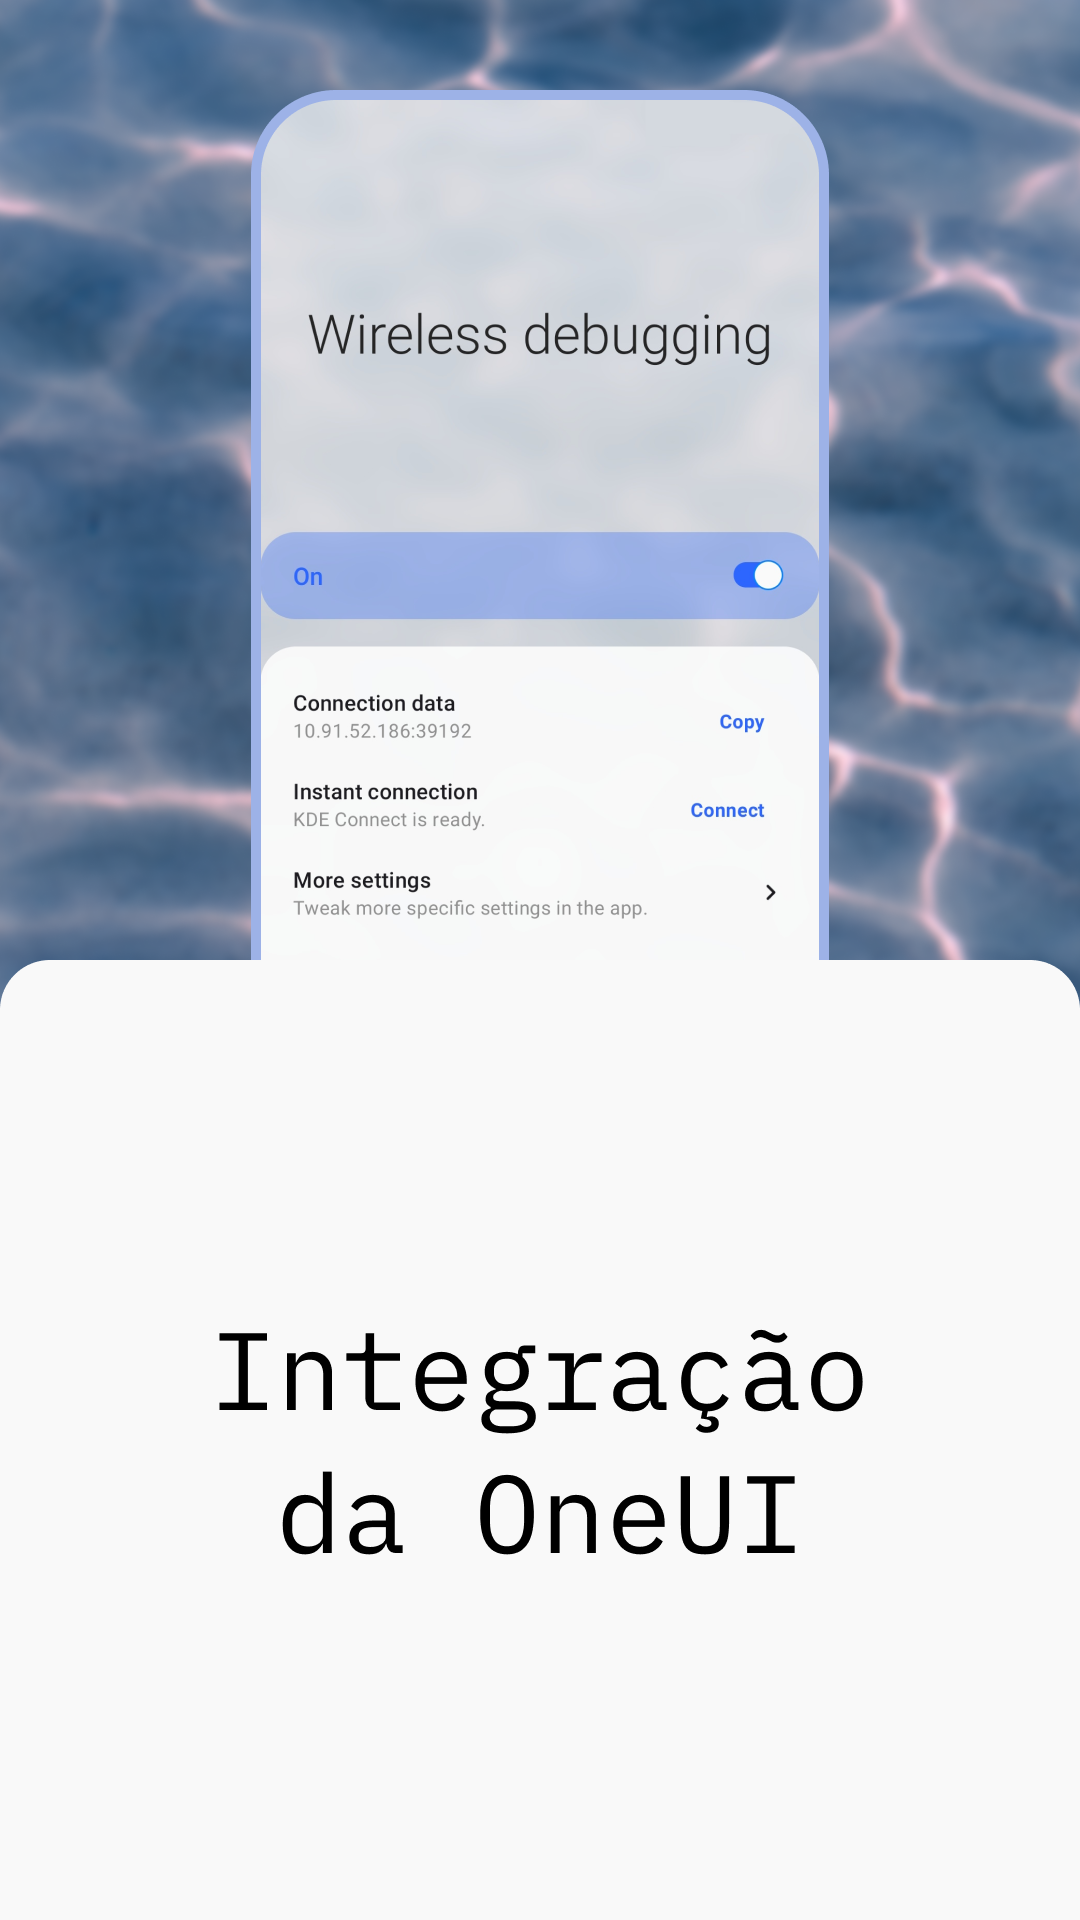 Wireless debugging
On
Connection data
10.91.52.186:39192
Copy
Instant connection
KDE Connect is ready.
Connect
More settings
Tweak more specific settings in the app.
Integração
da OneUI